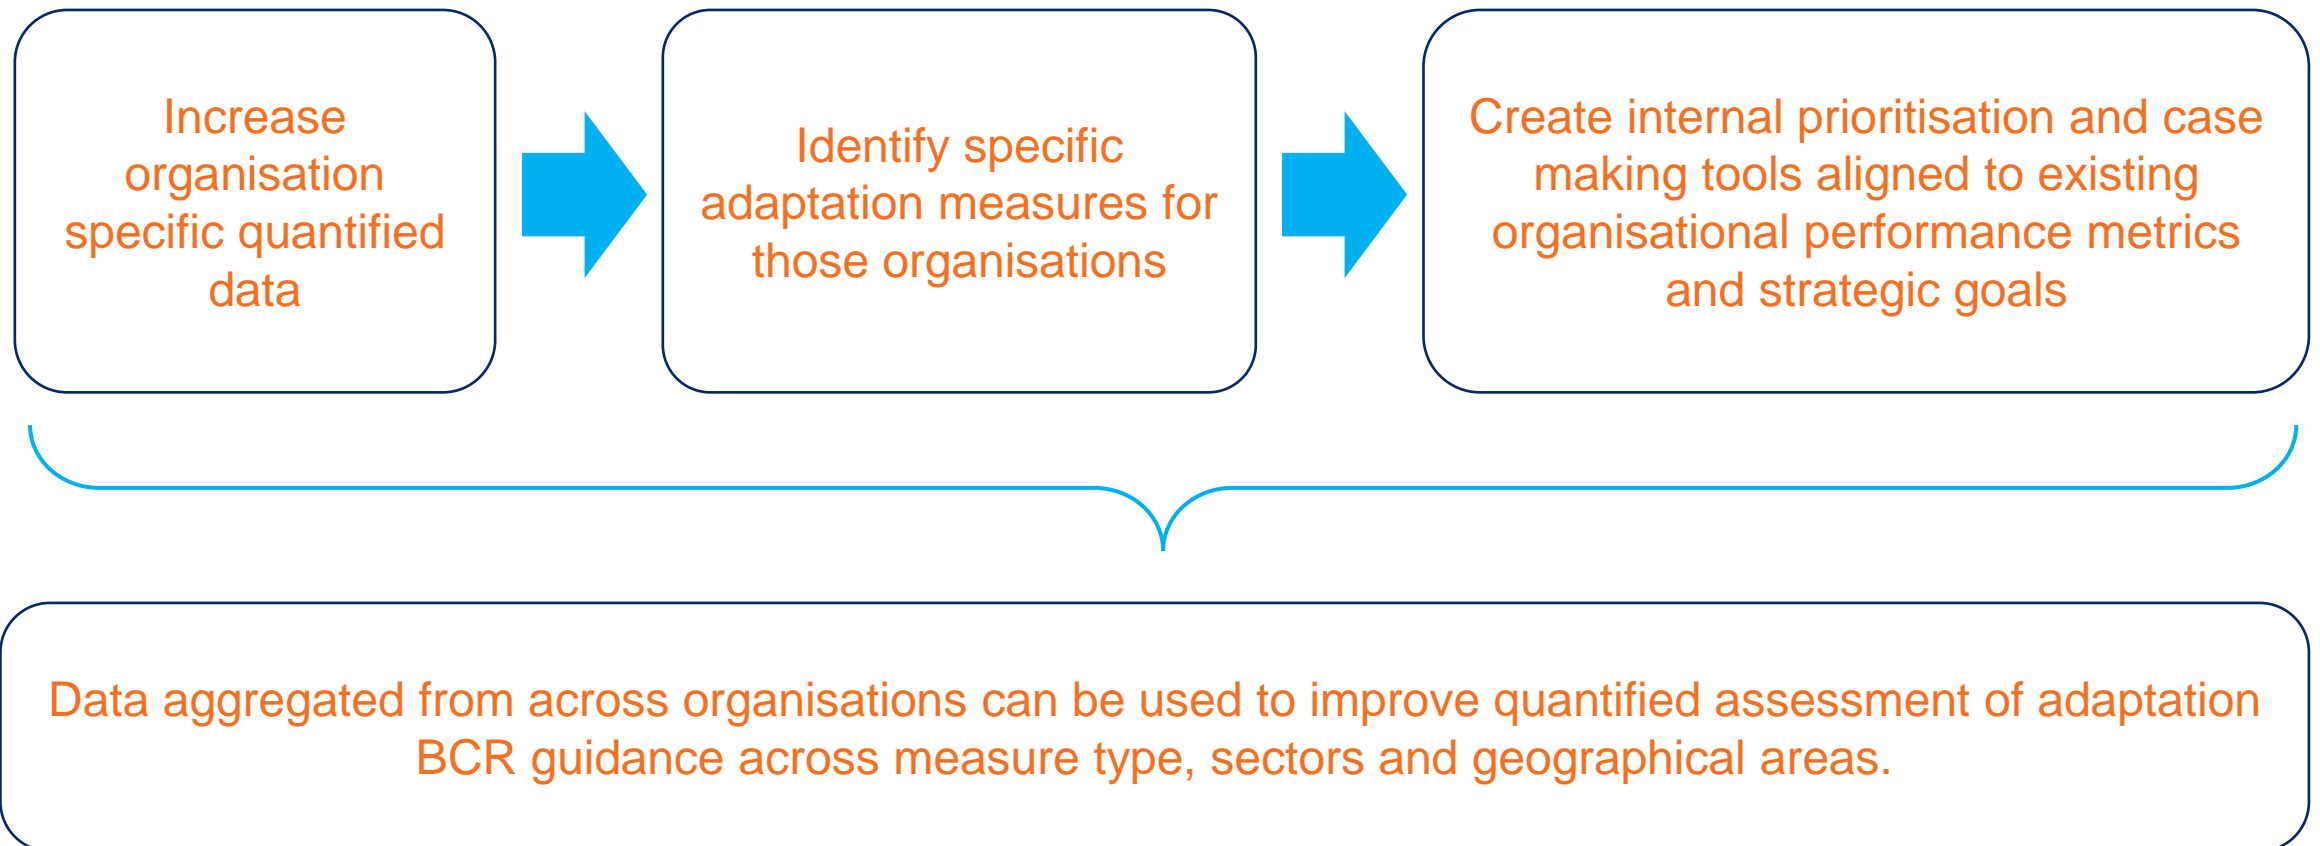 Increase
organisation
specific quantified
data
Identify specific
adaptation measures for
those organisations
Create internal prioritisation and case
making tools aligned to existing
organisational performance metrics
and strategic goals
Data aggregated from across organisations can be used to improve quantified assessment of adaptation
BCR guidance across measure type, sectors and geographical areas.